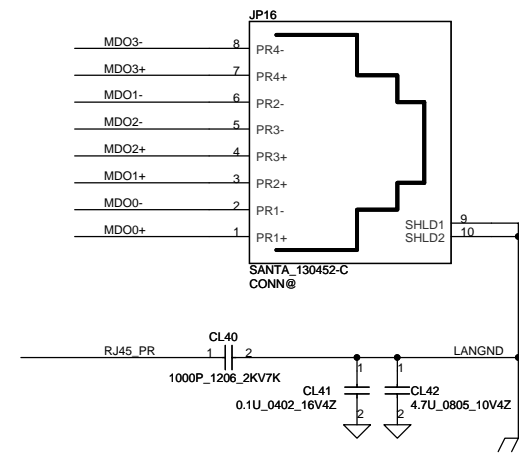 JP16
MDO3- 8 PR4-
MDO3+ 7 PR4+
MDO1- 6 PR2-
MDO2- 5 PR3-
MDO2+ 4 PR3+
MDO1+ 3 PR2+
MDO0- 2 PR1-
MDO0+ 1 PR1+
SHLD1 9
SHLD2 10
SANTA_130452-C
CONN@
CL40
RJ45_PR 1 2 LANGND
1000P_1206_2KV7K
1 1
CL41 CL42
0.1U_0402_16V4Z 4.7U_0805_10V4Z
2 2